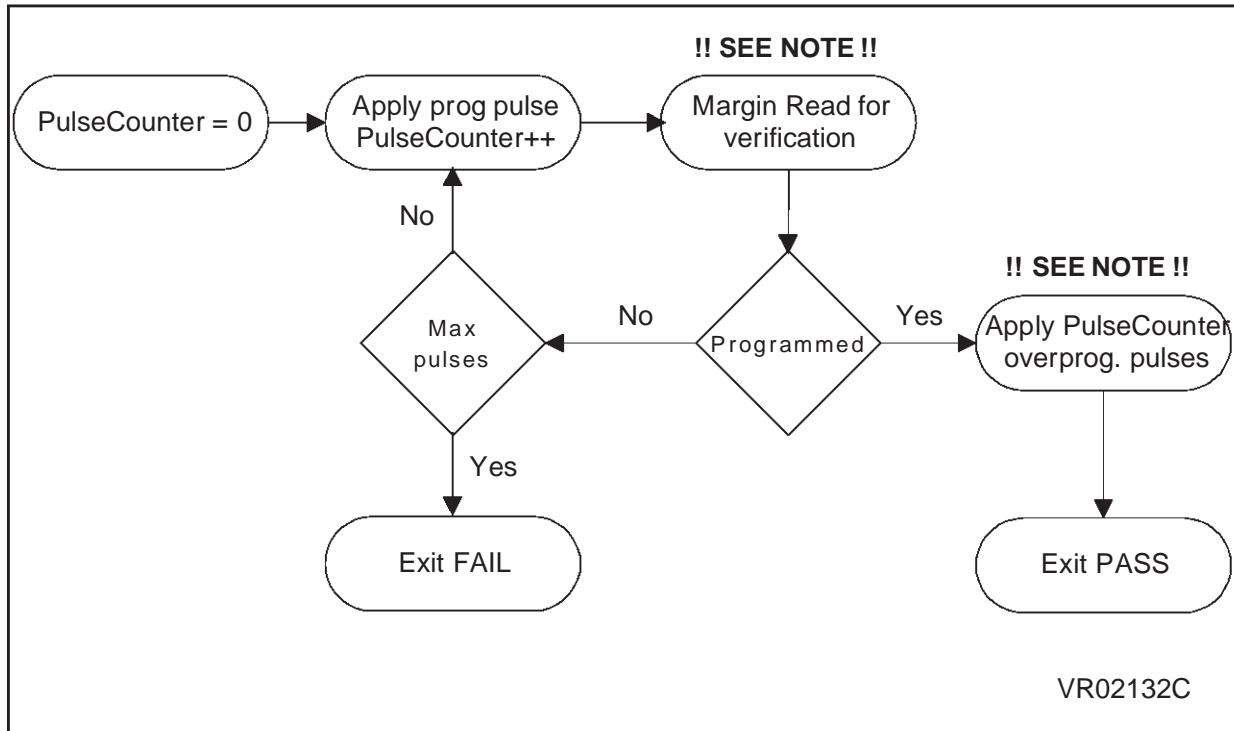 !! SEE NOTE !!
PulseCounter = 0
Apply prog pulse
PulseCounter++
Margin Read for
verification
No
!! SEE NOTE !!
Max
pulses
No
Programmed
Yes
Apply PulseCounter
overprog. pulses
Yes
Exit FAIL
Exit PASS
VR02132C